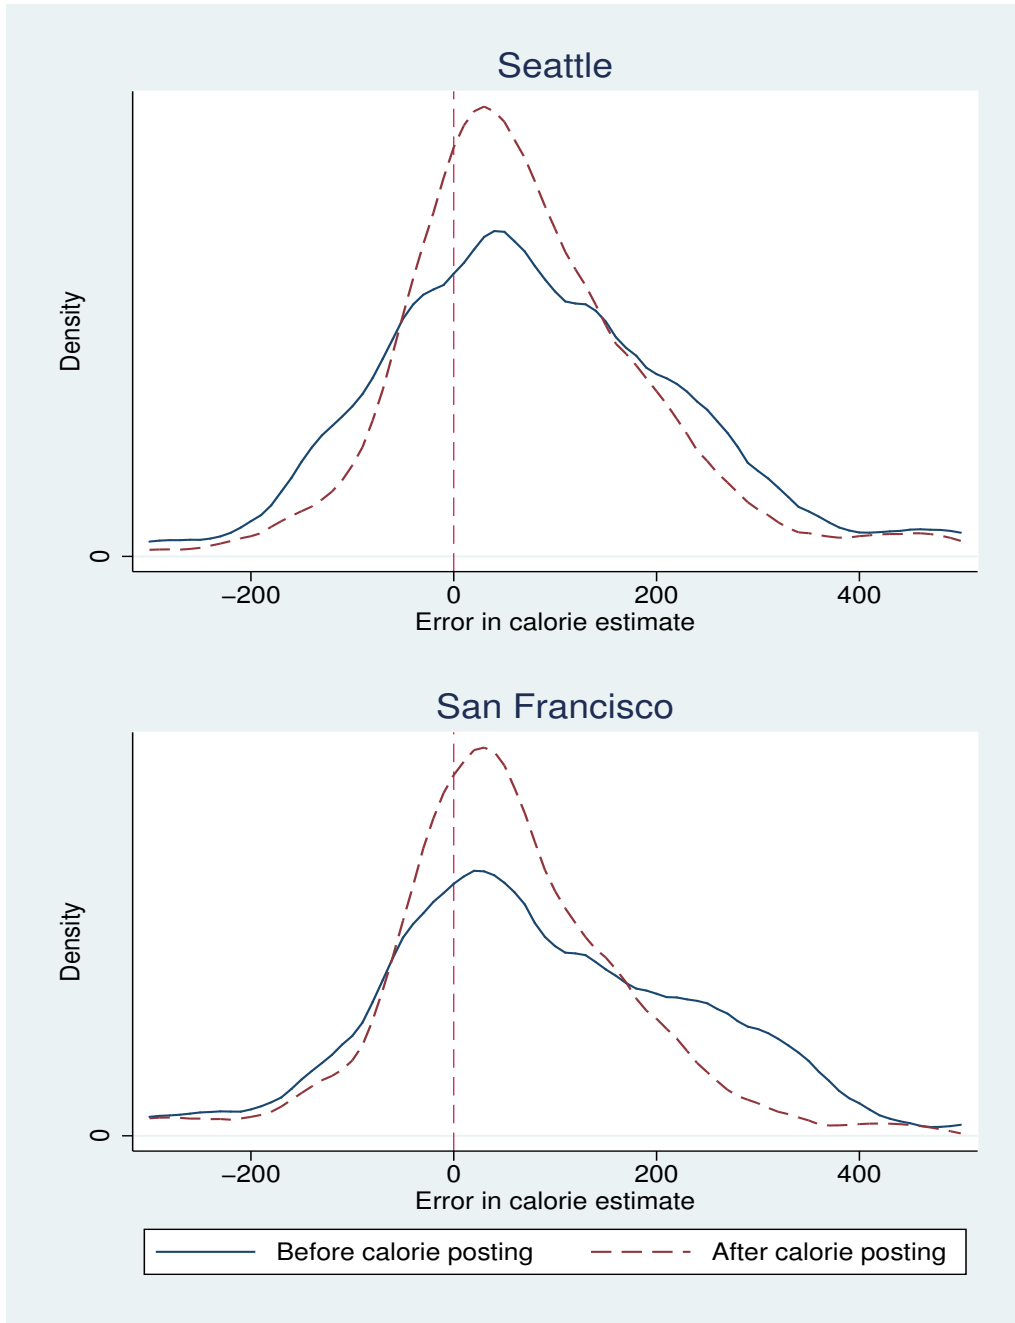 Seattle
Density
0
−200 0 200 400
Error in calorie estimate
San Francisco
Density
0
−200 0 200 400
Error in calorie estimate
Before calorie posting After calorie posting